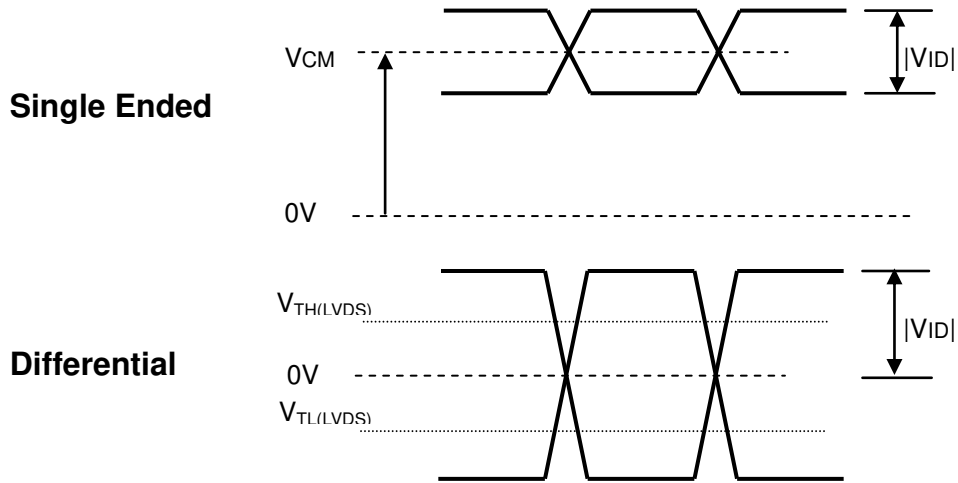 VCM
|VID|
Single Ended
0V
VTH(LVDS)
|VID|
Differential
0V
VTL(LVDS)